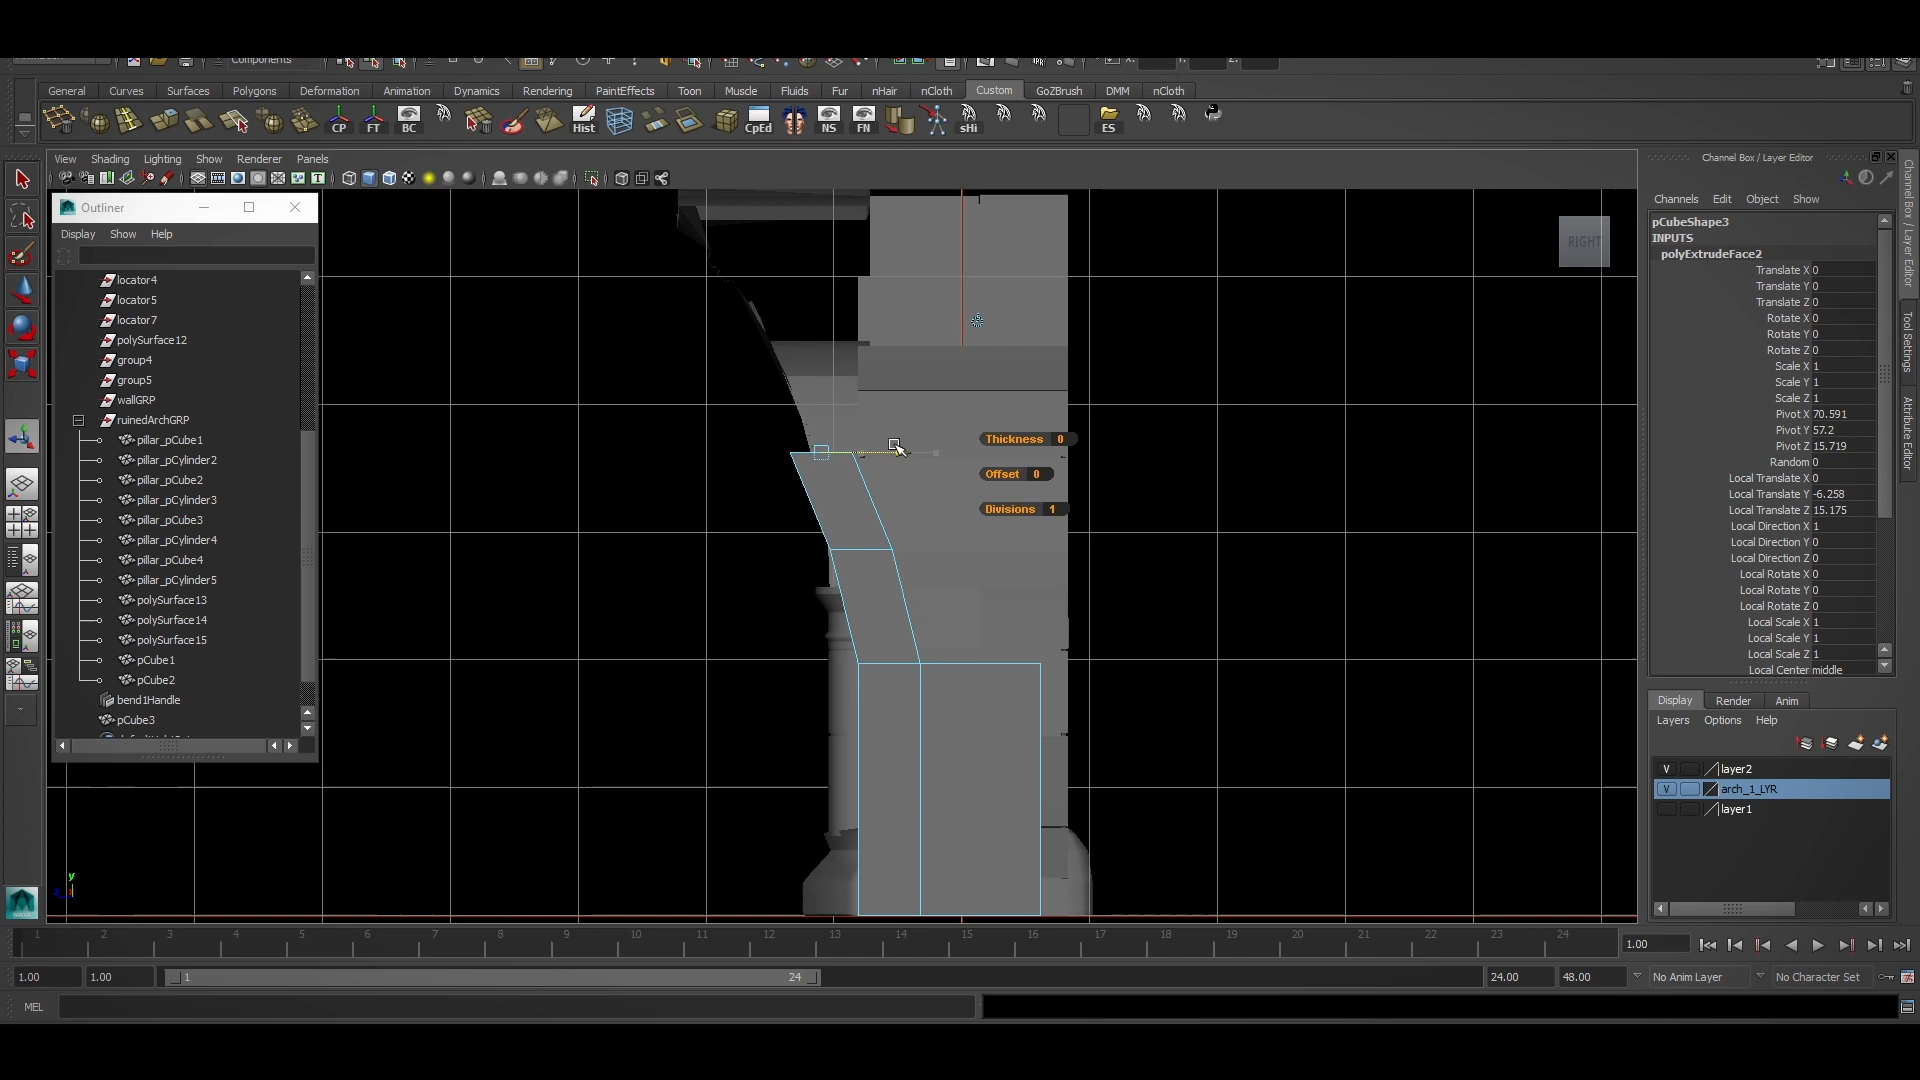 Components
X:
Y:
Z:
General Curves Surfaces Polygons Deformation Animation Dynamics Rendering PaintEffects Toon Muscle Fluids Fur nHair nCloth Custom GoZBrush DMM nCloth
CP FT BC Hist CpEd NS FN sHi ES
View Shading Lighting Show Renderer Panels
Outliner
Display Show Help
locator4
locator5
locator7
polySurface12
group4
group5
wallGRP
ruinedArchGRP
pillar_pCube1
pillar_pCylinder2
pillar_pCube2
pillar_pCylinder3
pillar_pCube3
pillar_pCylinder4
pillar_pCube4
pillar_pCylinder5
polySurface13
polySurface14
polySurface15
pCube1
pCube2
bend1Handle
pCube3
RIGHT
Thickness 0
Offset 0
Divisions 1
y
z
Channel Box / Layer Editor
Channels Edit Object Show
pCubeShape3
INPUTS
polyExtrudeFace2
Translate X 0
Translate Y 0
Translate Z 0
Rotate X 0
Rotate Y 0
Rotate Z 0
Scale X 1
Scale Y 1
Scale Z 1
Pivot X 70.591
Pivot Y 57.2
Pivot Z 15.719
Random 0
Local Translate X 0
Local Translate Y -6.258
Local Translate Z 15.175
Local Direction X 1
Local Direction Y 0
Local Direction Z 0
Local Rotate X 0
Local Rotate Y 0
Local Rotate Z 0
Local Scale X 1
Local Scale Y 1
Local Scale Z 1
Local Center middle
Display Render Anim
Layers Options Help
V layer2
V arch_1_LYR
layer1
Channel Box / Layer Editor
Tool Settings
Attribute Editor
1 2 3 4 5 6 7 8 9 10 11 12 13 14 15 16 17 18 19 20 21 22 23 24
1.00
1.00 1.00 1 24 24.00 48.00 No Anim Layer No Character Set
MEL